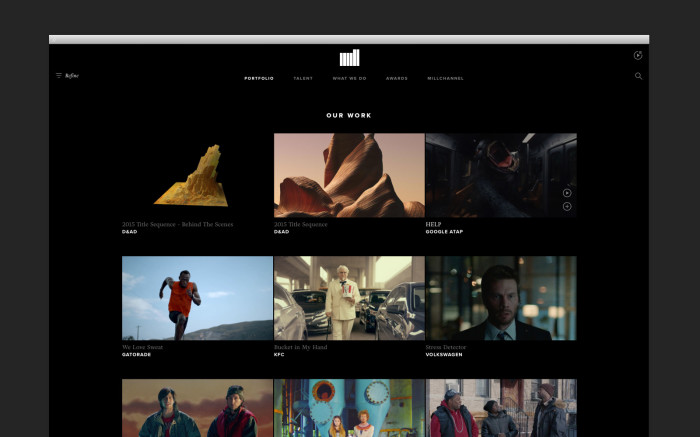 Refine
PORTFOLIO TALENT WHAT WE DO AWARDS MILLCHANNEL
OUR WORK
2015 Title Sequence - Behind The Scenes
D&AD
2015 Title Sequence
D&AD
HELP
GOOGLE ATAP
We Love Sweat
GATORADE
Bucket in My Hand
KFC
Stress Detector
VOLKSWAGEN